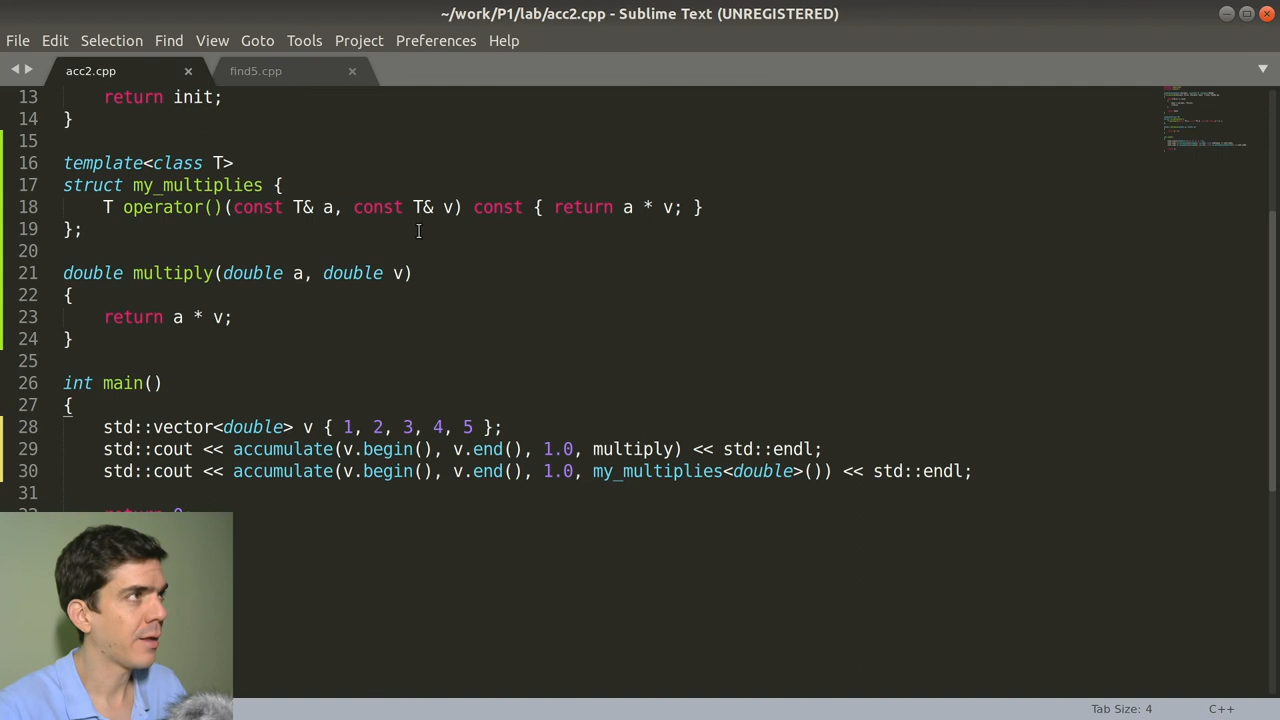 ~/work/P1/lab/acc2.cpp - Sublime Text (UNREGISTERED)
File Edit Selection Find View Goto Tools Project Preferences Help
acc2.cpp find5.cpp
13 return init;
14 }
15
16 template<class T>
17 struct my_multiplies {
18 T operator()(const T& a, const T& v) const { return a * v; }
19 };
20
21 double multiply(double a, double v)
22 {
23 return a * v;
24 }
25
26 int main()
27 {
28 std::vector<double> v { 1, 2, 3, 4, 5 };
29 std::cout << accumulate(v.begin(), v.end(), 1.0, multiply) << std::endl;
30 std::cout << accumulate(v.begin(), v.end(), 1.0, my_multiplies<double>()) << std::endl;
31
Tab Size: 4 C++